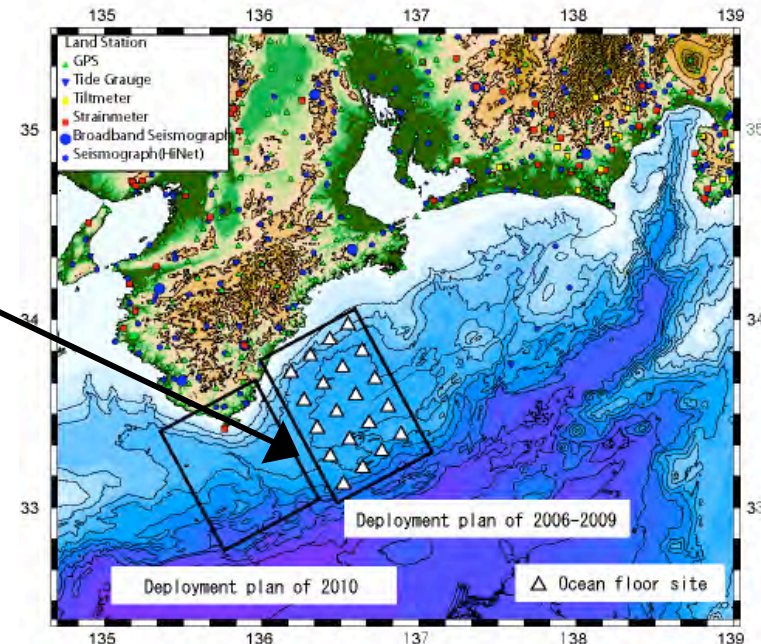 135 136 137 138 139
Land Station
GPS
Tide Grauge
Tiltmeter
Strainmeter
Broadband Seismograph
Seismograph(HiNet)
35 35
34 34
33 33
Deployment plan of 2006-2009
Deployment plan of 2010
Ocean floor site
135 136 137 138 139